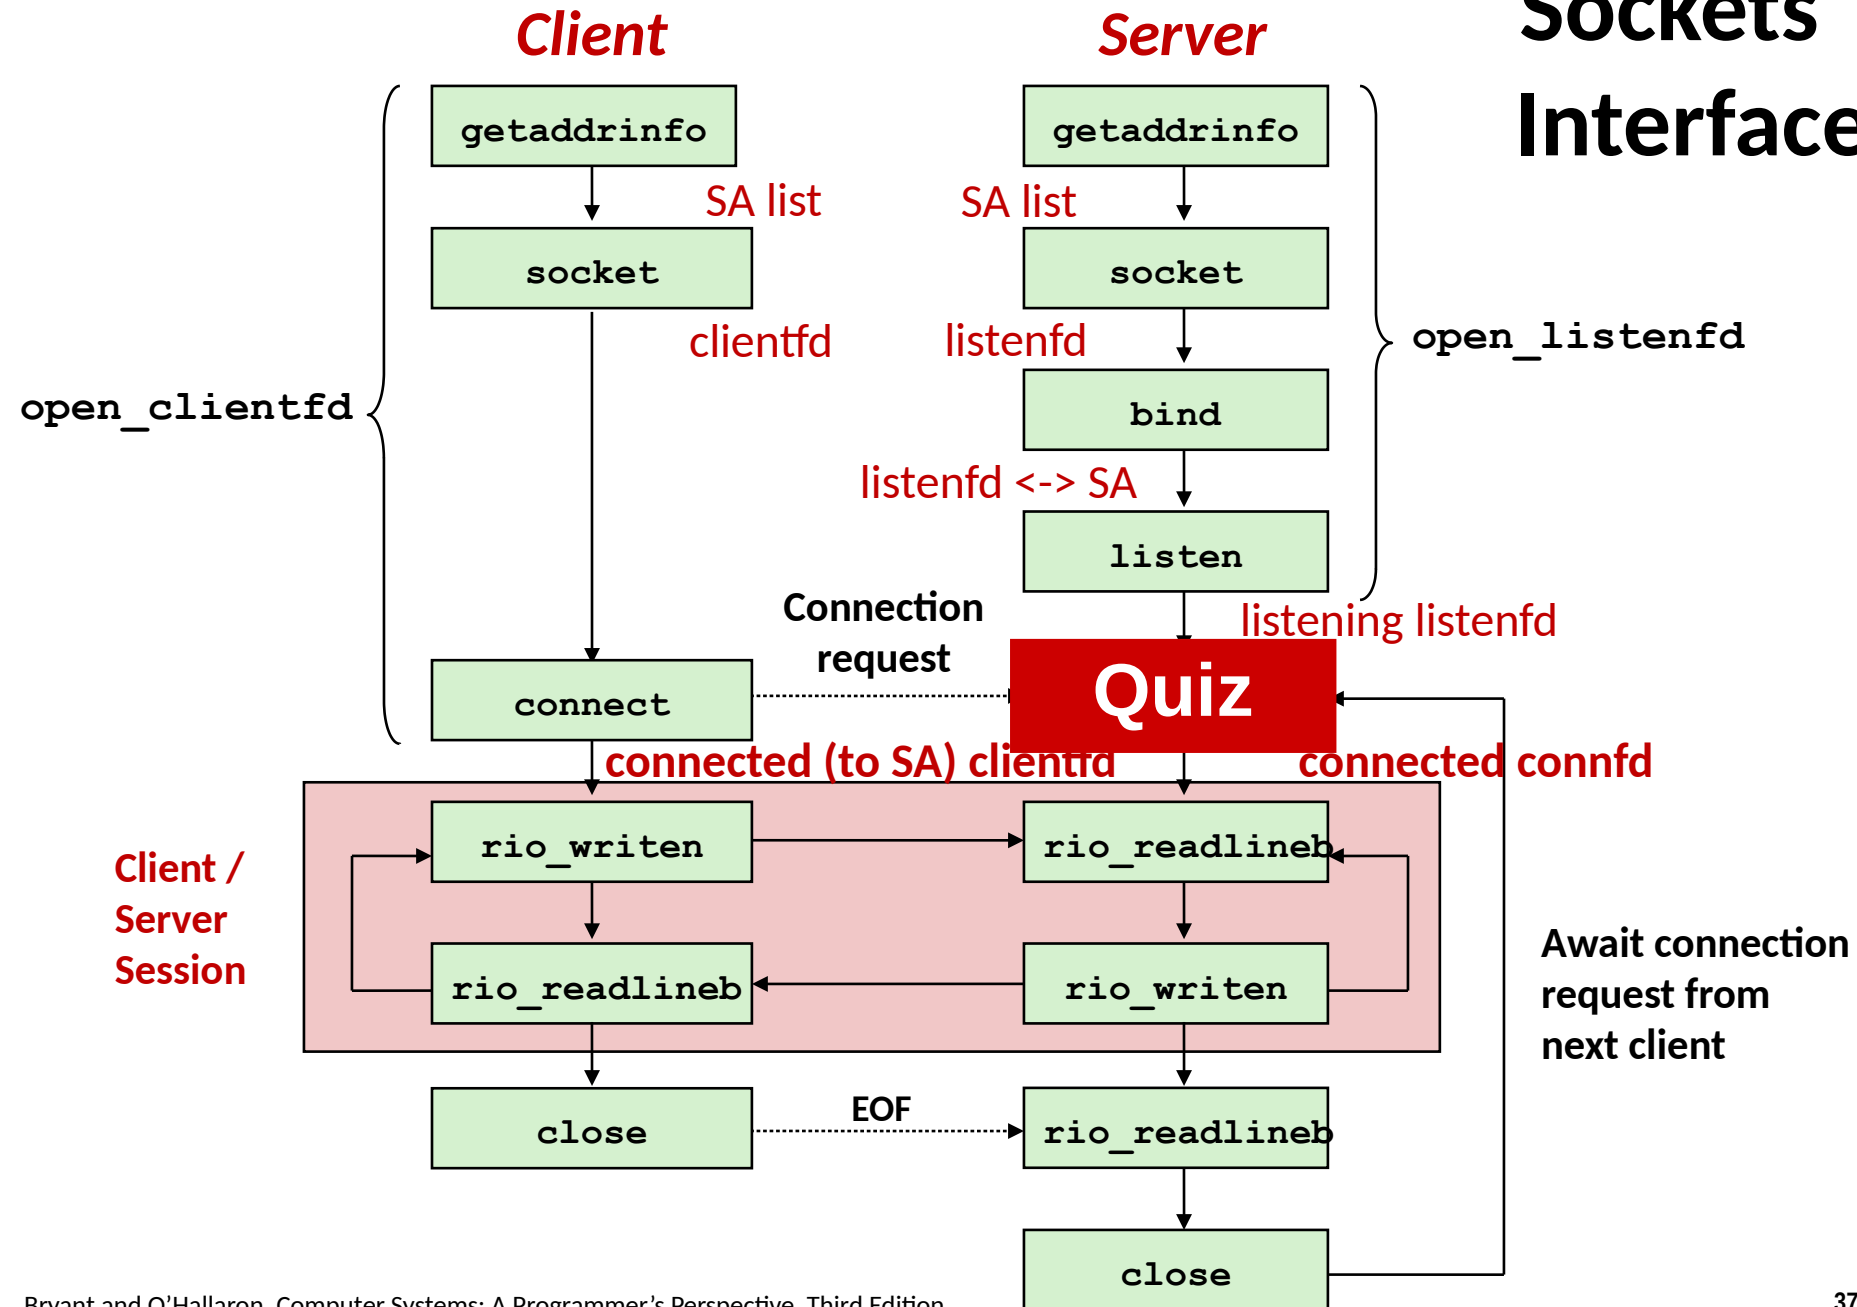 Sockets
Interface
Client
Server
getaddrinfo
getaddrinfo
SA list
SA list
socket
socket
clientfd
listenfd
open_listenfd
open_clientfd
bind
listenfd <-> SA
listen
Connection
request
listening listenfd
Quiz
connect
connected (to SA) clientfd
connected connfd
rio_writen
rio_readlineb
Client /
Server
Session
rio_readlineb
rio_writen
Await connection
request from
next client
close
EOF
rio_readlineb
close
Bryant and O’Hallaron, Computer Systems: A Programmer’s Perspective, Third Edition
37